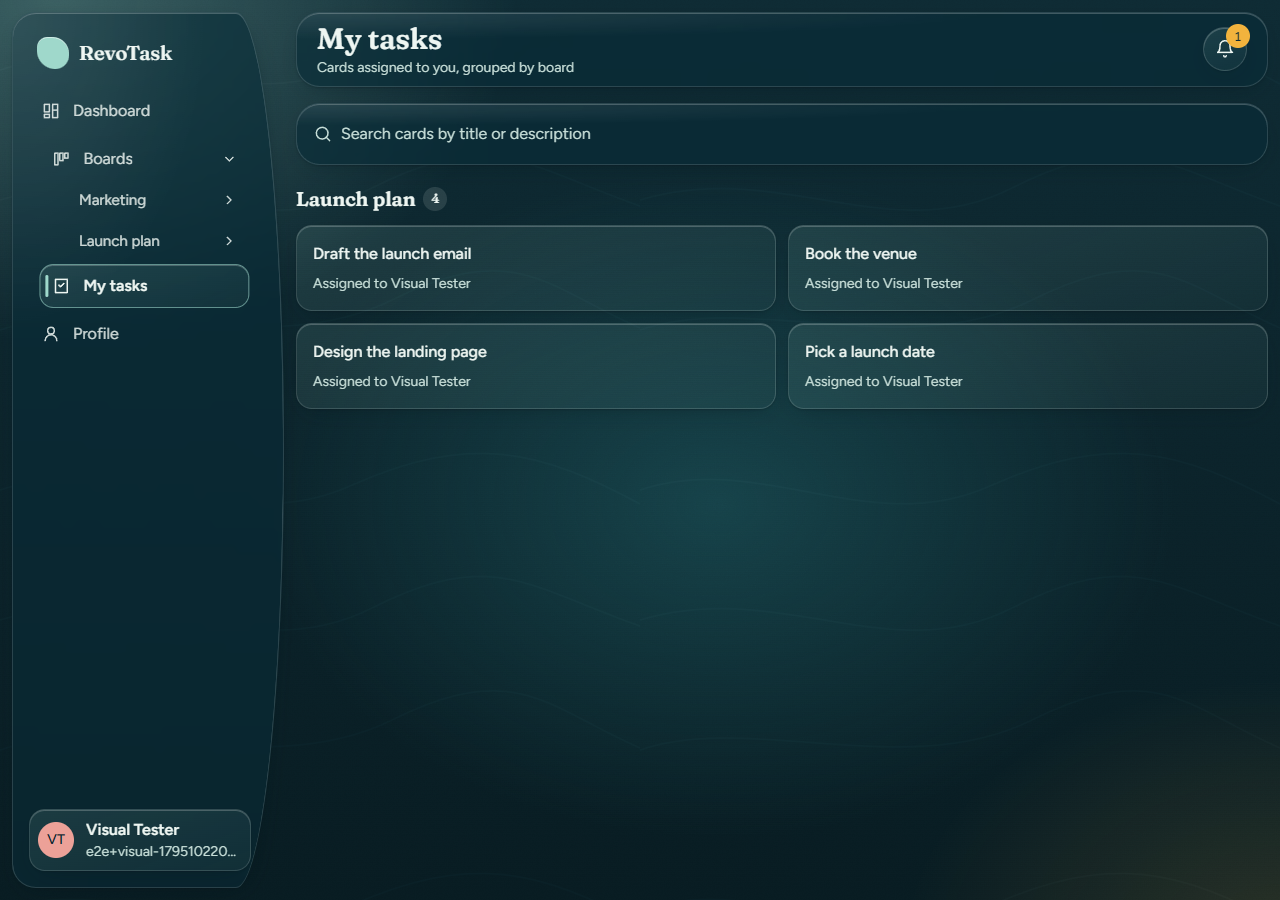 RevoTask
Dashboard
Boards
Marketing
Launch plan
My tasks
Profile
Visual Tester
VT
e2e+visual-179510220...
My tasks
Cards assigned to you, grouped by board
1
Search cards by title or description
Launch plan 4
Draft the launch email
Assigned to Visual Tester
Book the venue
Assigned to Visual Tester
Design the landing page
Assigned to Visual Tester
Pick a launch date
Assigned to Visual Tester